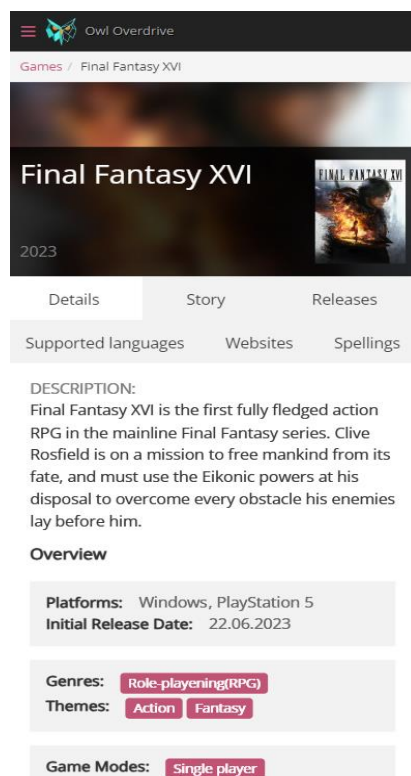 Owl Overdrive
Games / Final Fantasy XVI
Final Fantasy XVI
FINAL FANTASY XVI
2023
Details Story Releases
Supported languages Websites Spellings
DESCRIPTION:
Final Fantasy XVI is the first fully fledged action
RPG in the mainline Final Fantasy series. Clive
Rosfield is on a mission to free mankind from its
fate, and must use the Eikonic powers at his
disposal to overcome every obstacle his enemies
lay before him.
Overview
Platforms: Windows, PlayStation 5
Initial Release Date: 22.06.2023
Genres: Role-playening(RPG)
Themes: Action Fantasy
Game Modes: Single player